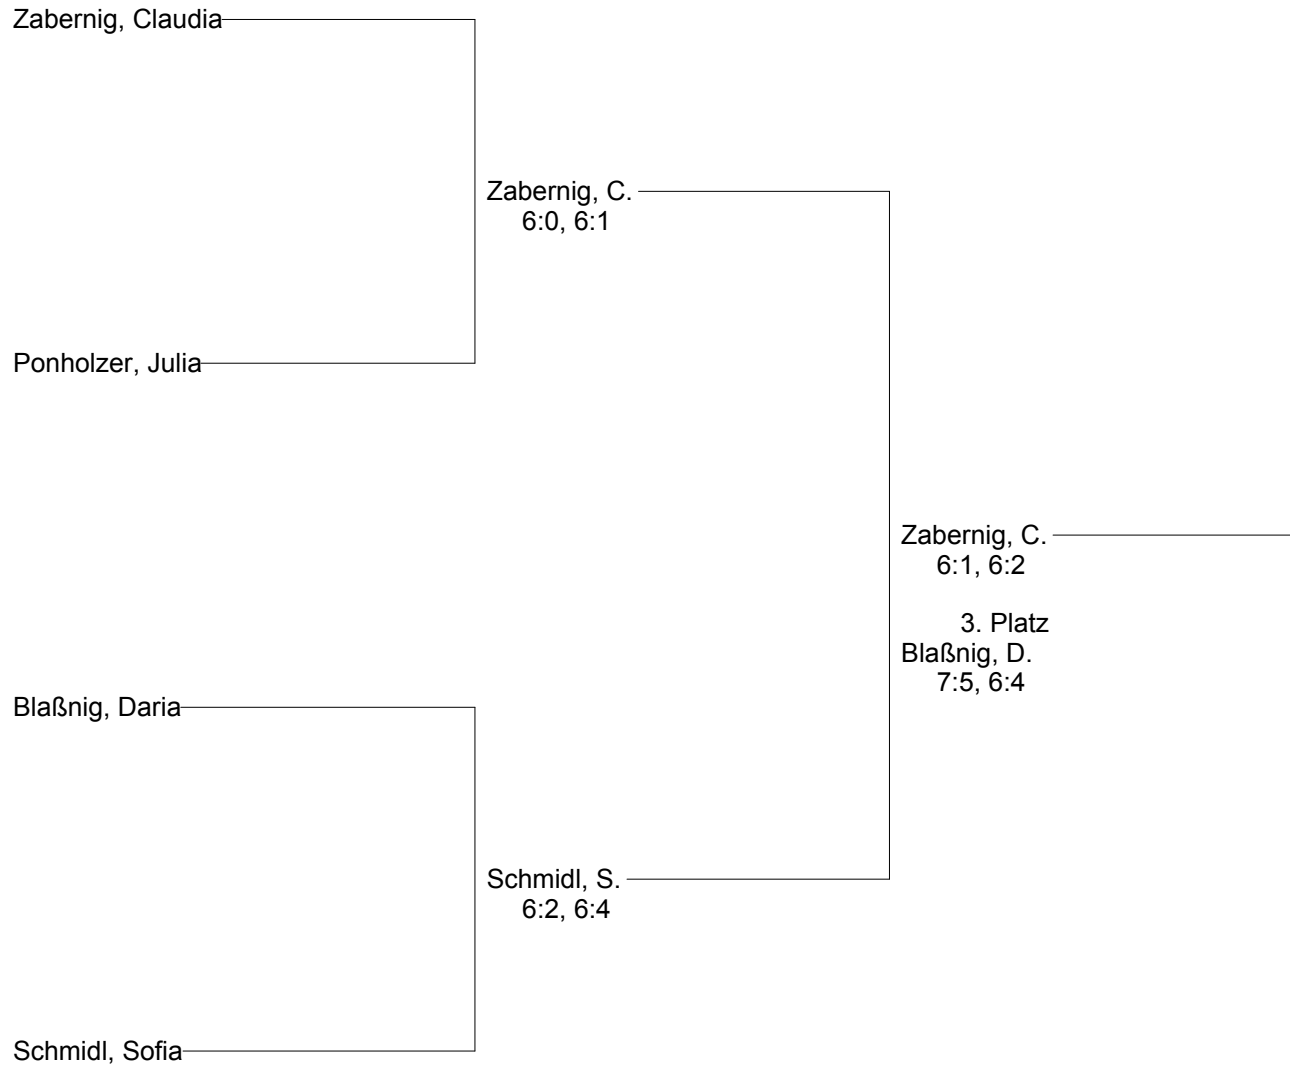 Zabernig, Claudia
Zabernig, C.
6:0, 6:1
Ponholzer, Julia
Zabernig, C.
6:1, 6:2
3. Platz
Blaßnig, D.
7:5, 6:4
Blaßnig, Daria
Schmidl, S.
6:2, 6:4
Schmidl, Sofia